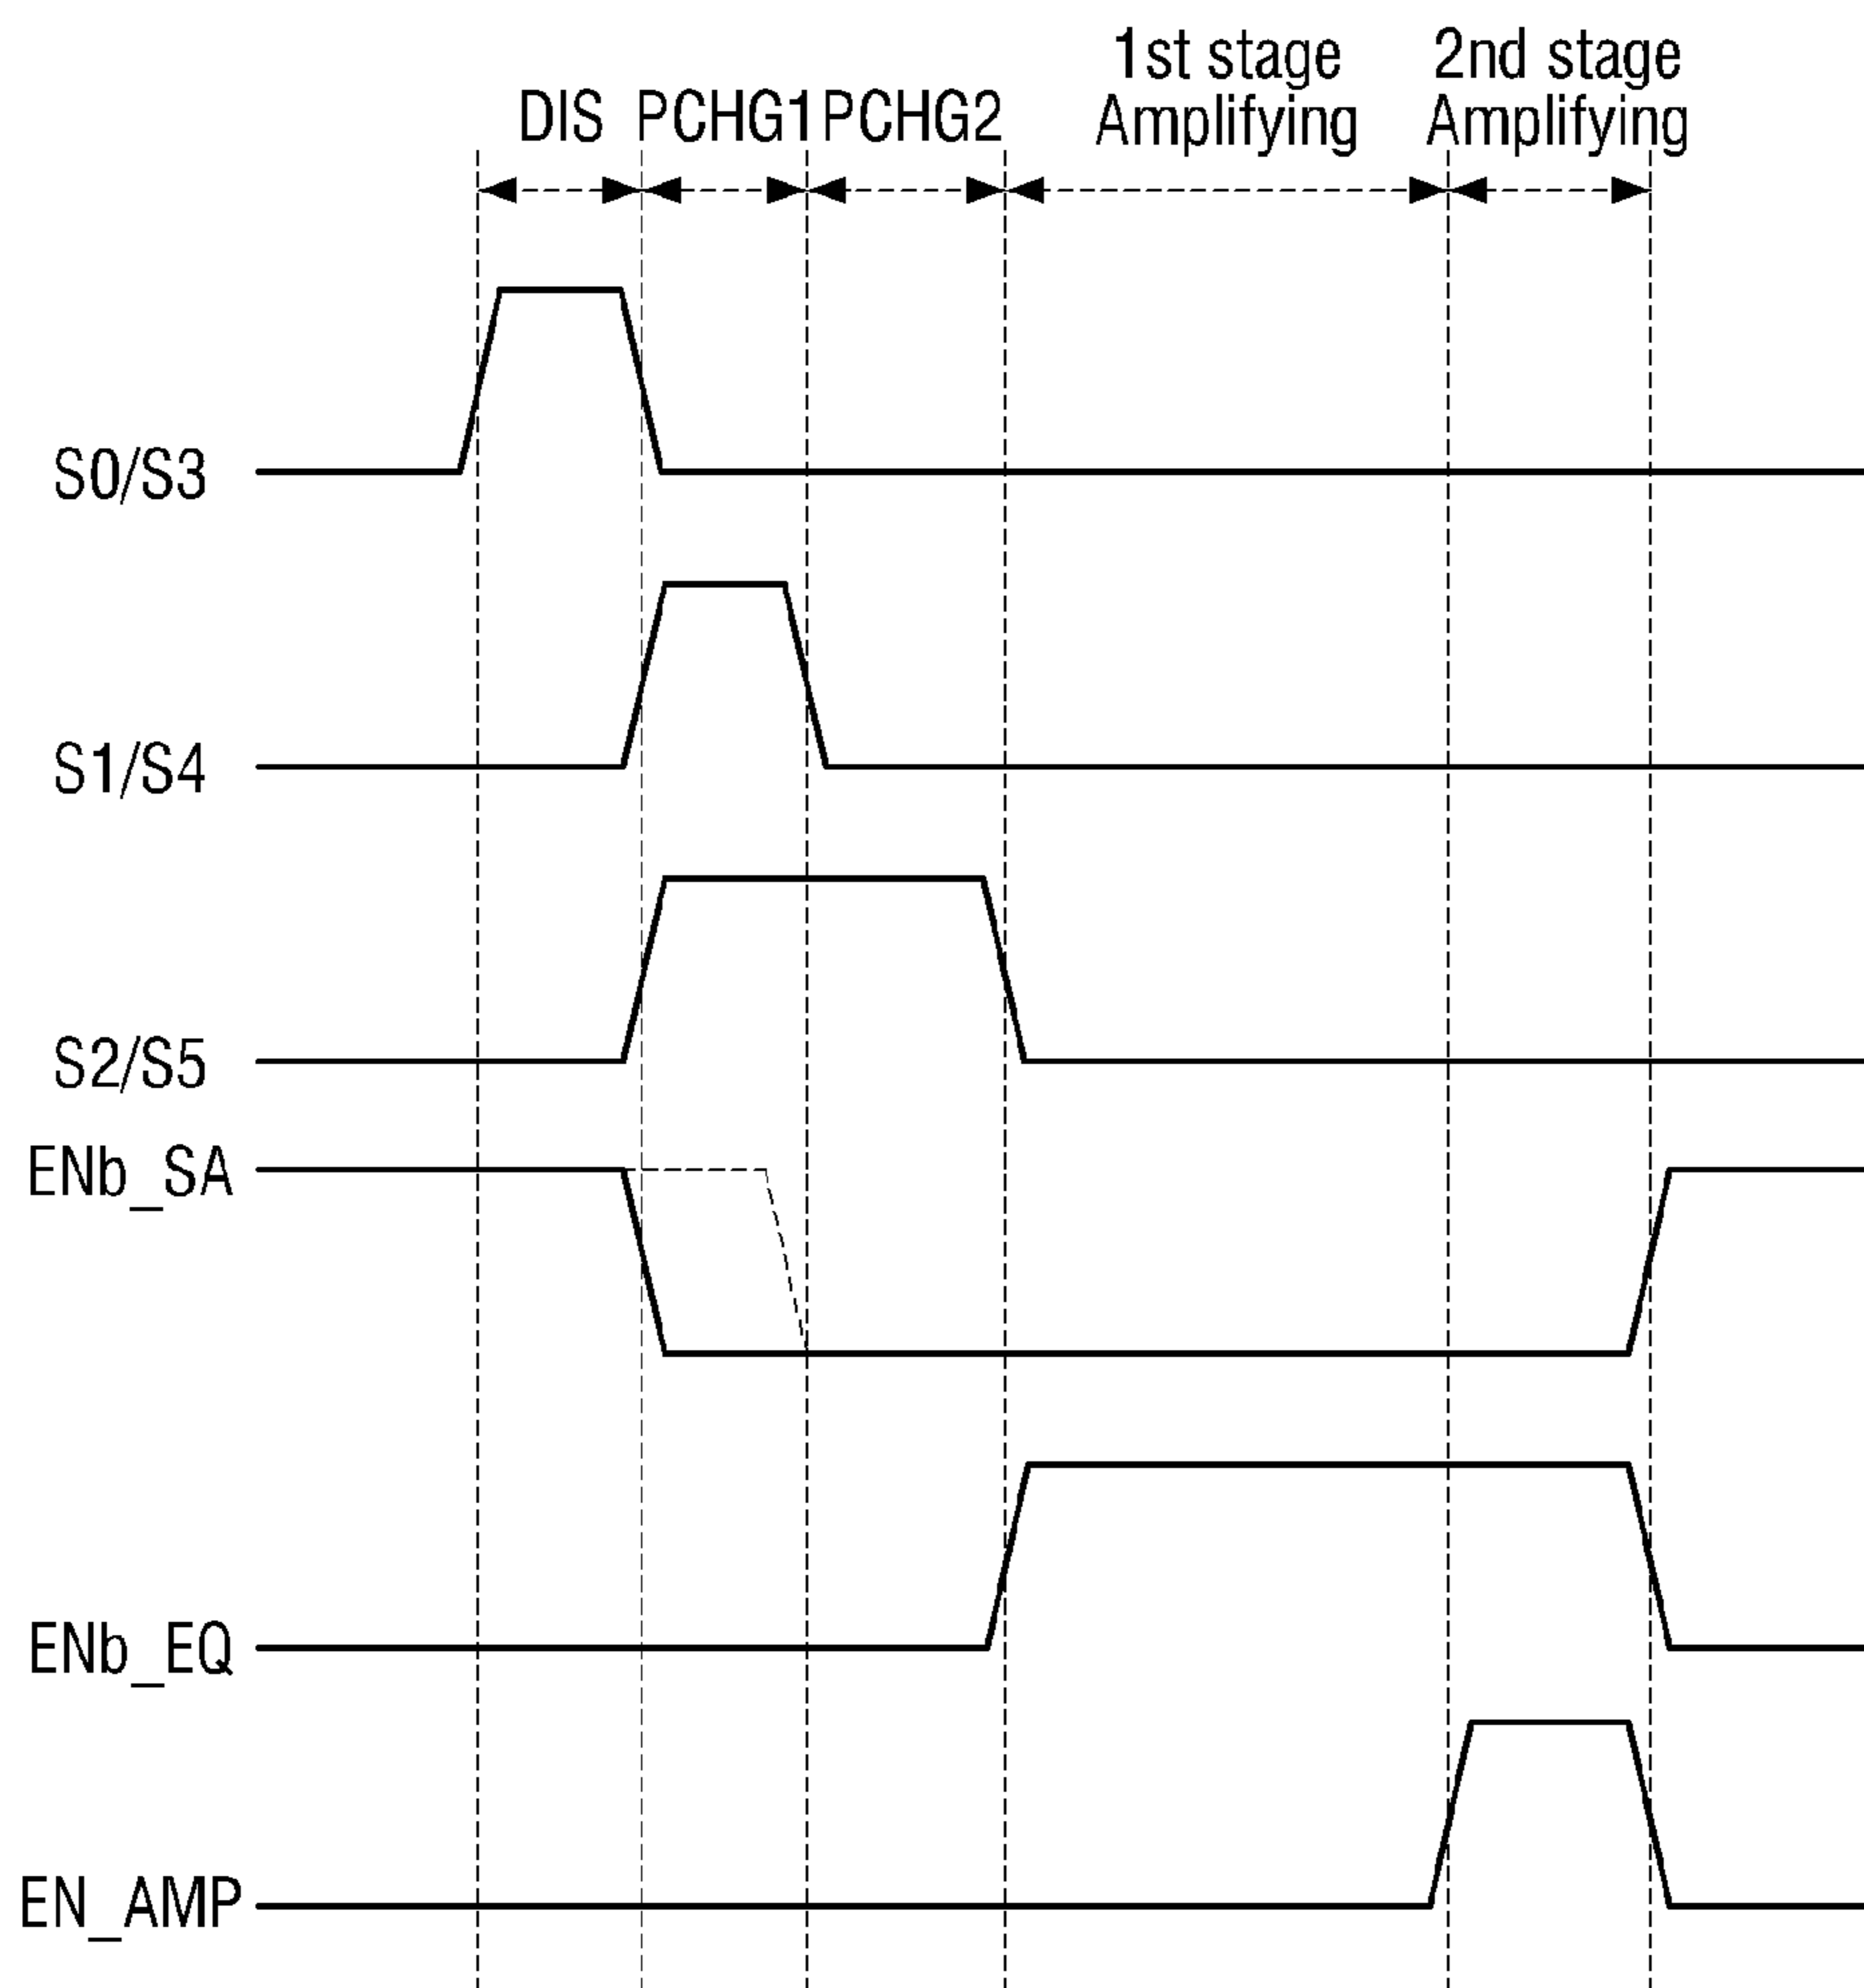 1st stage
Amplifying
2nd stage
Amplifying
DIS PCHG1 PCHG2
S0/S3
S1/S4
S2/S5
ENb_SA
ENb_EQ
EN_AMP